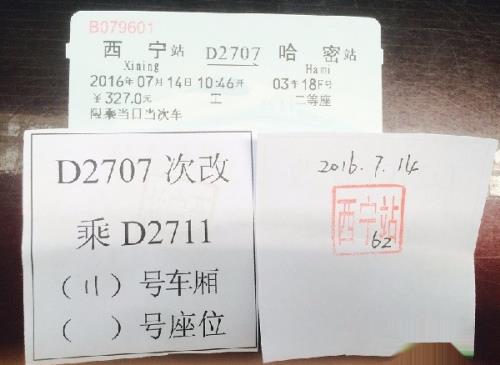 B079601
西宁站 D2707 哈密站
Xining Hami
2016年07月14日10:46开 03车18F号
￥327.0元 二等座
限乘当日当次车
D2707 次改
乘 D2711
（11）号车厢
（ ）号座位
2016.7.14
西宁站
62